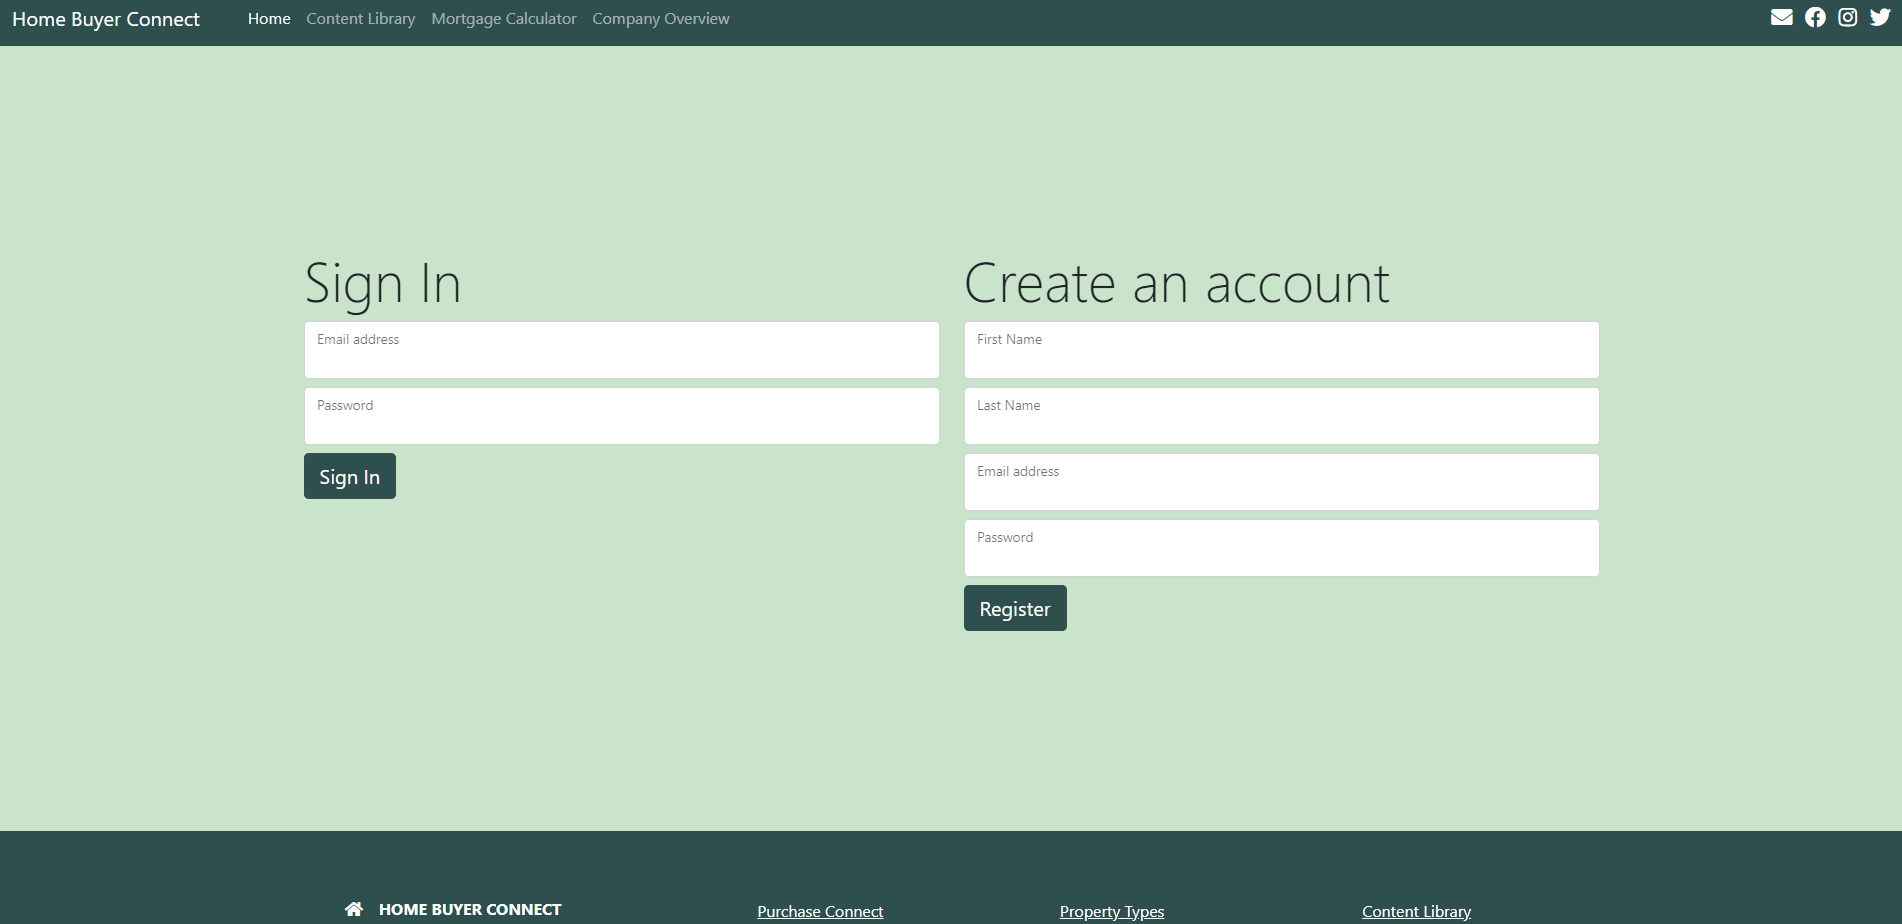 Home Buyer Connect Home Content Library Mortgage Calculator Company Overview
Sign In
Email address
Password
Sign In
Create an account
First Name
Last Name
Email address
Password
Register
HOME BUYER CONNECT Purchase Connect Property Types Content Library